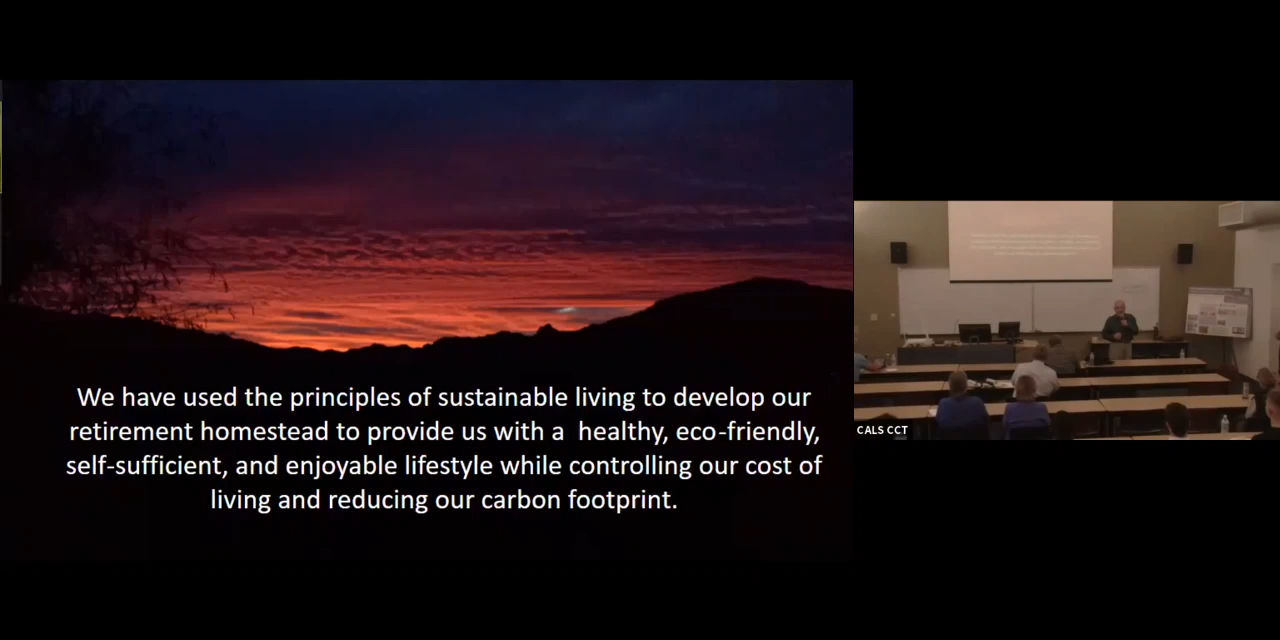 We have used the principles of sustainable living to develop our
retirement homestead to provide us with a  healthy, eco-friendly,
self-sufficient, and enjoyable lifestyle while controlling our cost of
living and reducing our carbon footprint.
CALS CCT